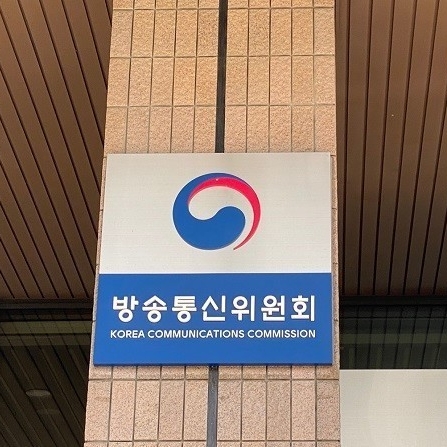 방송통신위원회
KOREA COMMUNICATIONS COMMISSION